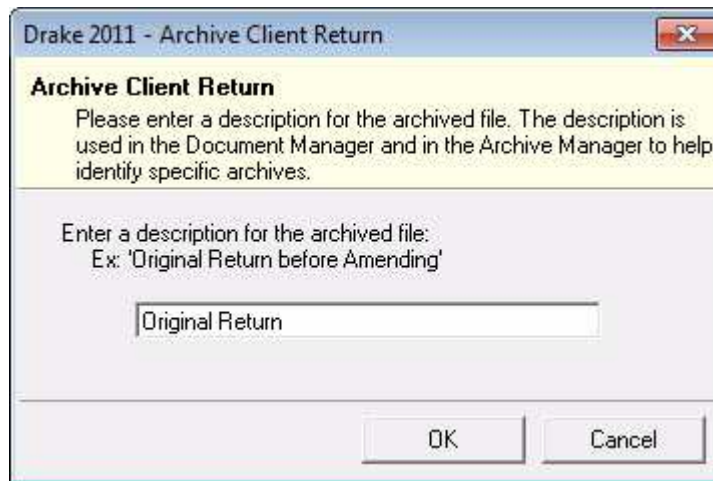 Drake 2011 - Archive Client Return
Archive Client Return
Please enter a description for the archived file. The description is
used in the Document Manager and in the Archive Manager to help
identify specific archives.
Enter a description for the archived file:
Ex: 'Original Return before Amending'
Original Return
OK
Cancel